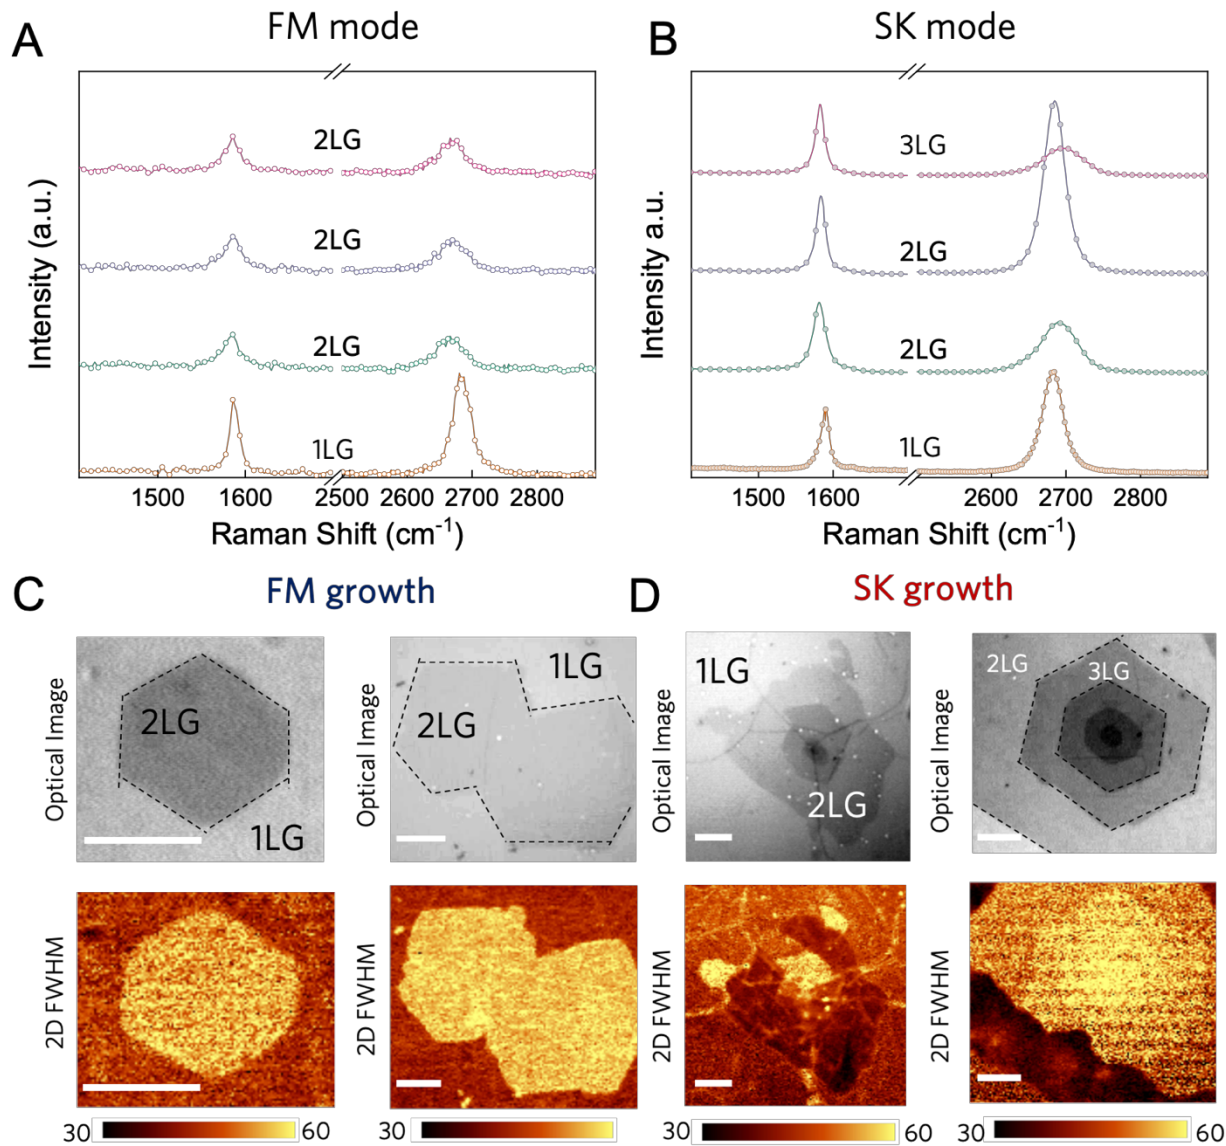 A
FM mode
B
SK mode
Intensity (a.u.)
2LG
2LG
2LG
1LG
1500
1600
2500
2600
2700
2800
Raman Shift (cm-1)
Intensity a.u.
3LG
2LG
2LG
1LG
1500
1600
2600
2700
2800
Raman Shift (cm-1)
C
FM growth
D
SK growth
Optical Image
2LG
1LG
Optical Image
1LG
2LG
Optical Image
1LG
2LG
Optical Image
2LG
3LG
2D FWHM
2D FWHM
2D FWHM
2D FWHM
30
60
30
60
30
60
30
60